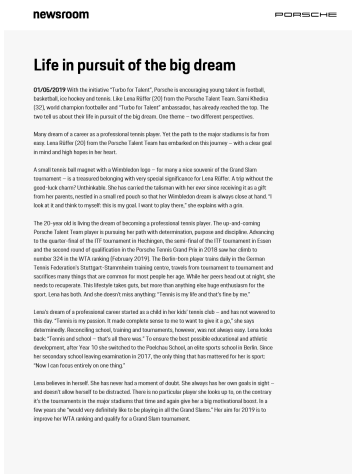 newsroom
PORSCHE
Life in pursuit of the big dream
01/05/2019 With the initiative "Turbo for Talent", Porsche is encouraging young talent in football,
basketball, ice hockey and tennis. Like Lena Rüffer (20) from the Porsche Talent Team. Sami Khedira
(32), world champion footballer and "Turbo for Talent" ambassador, has already reached the top. The
two tell us about their life in pursuit of the big dream. One theme – two different perspectives.
Many dream of a career as a professional tennis player. Yet the path to the major stadiums is far from
easy. Lena Rüffer (20) from the Porsche Talent Team has embarked on this journey – with a clear goal
in mind and high hopes in her heart.
A small tennis ball magnet with a Wimbledon logo – for many a nice souvenir of the Grand Slam
tournament – is a treasured belonging with very special significance for Lena Rüffer. A trip without the
good-luck charm? Unthinkable. She has carried the talisman with her ever since receiving it as a gift
from her parents, nestled in a small red pouch so that her Wimbledon dream is always close at hand. "I
look at it and think to myself: this is my goal. I want to play there," she explains with a grin.
The 20-year old is living the dream of becoming a professional tennis player. The up-and-coming
Porsche Talent Team player is pursuing her path with determination, purpose and discipline. Advancing
to the quarter-final of the ITF tournament in Hechingen, the semi-final of the ITF tournament in Essen
and the second round of qualification in the Porsche Tennis Grand Prix in 2018 saw her climb to
number 324 in the WTA ranking (February 2019). The Berlin-born player trains daily in the German
Tennis Federation's Stuttgart-Stammheim training centre, travels from tournament to tournament and
sacrifices many things that are common for most people her age. While her peers head out at night, she
needs to recuperate. This lifestyle takes guts, but more than anything else huge enthusiasm for the
sport. Lena has both. And she doesn't miss anything: "Tennis is my life and that's fine by me."
Lena's dream of a professional career started as a child in her kids' tennis club – and has not wavered to
this day. "Tennis is my passion. It made complete sense to me to want to give it a go," she says
determinedly. Reconciling school, training and tournaments, however, was not always easy. Lena looks
back: "Tennis and school – that's all there was." To ensure the best possible educational and athletic
development, after Year 10 she switched to the Poelchau School, an elite sports school in Berlin. Since
her secondary school leaving examination in 2017, the only thing that has mattered for her is sport:
"Now I can focus entirely on one thing."
Lena believes in herself. She has never had a moment of doubt. She always has her own goals in sight –
and doesn't allow herself to be distracted. There is no particular player she looks up to, on the contrary
it's the tournaments in the major stadiums that time and again give her a big motivational boost. In a
few years she "would very definitely like to be playing in all the Grand Slams." Her aim for 2019 is to
improve her WTA ranking and qualify for a Grand Slam tournament.